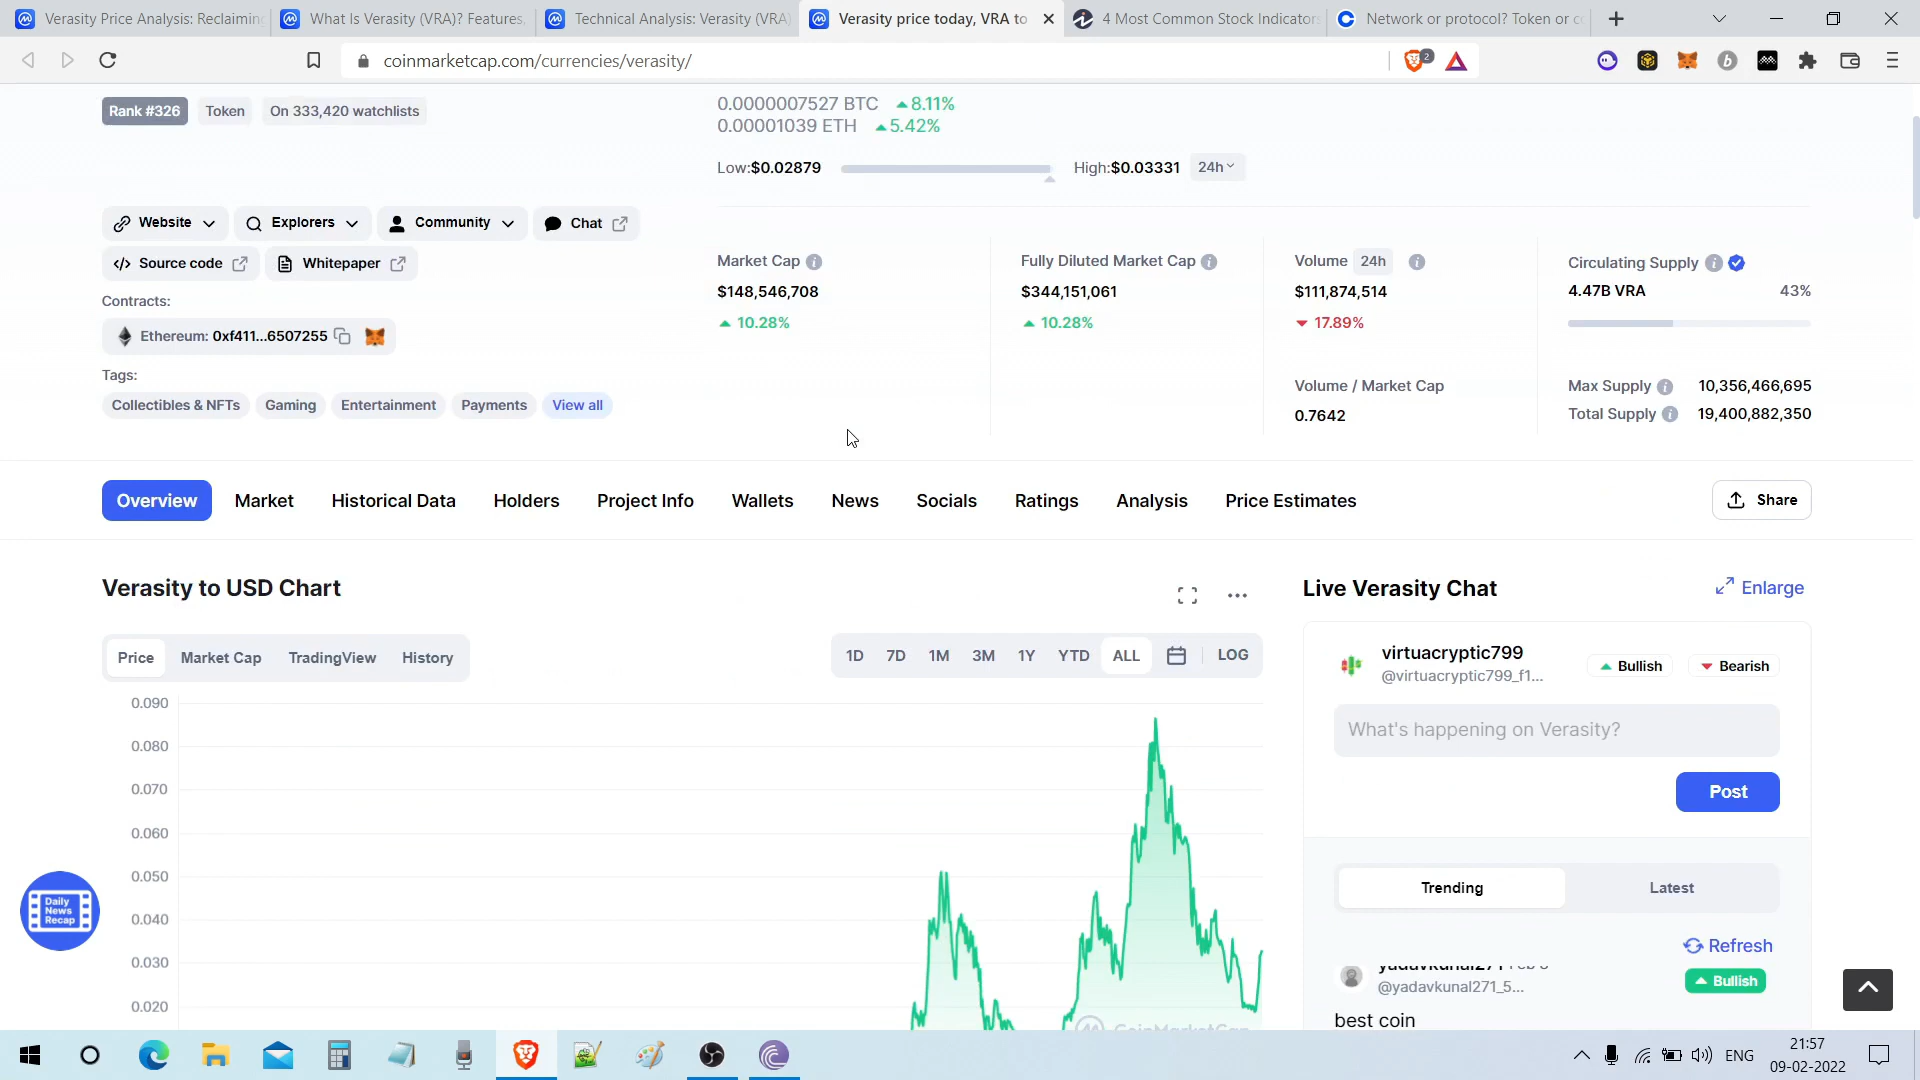 Verasity Price Analysis: Reclaiming
What Is Verasity (VRA)? Features,
Technical Analysis: Verasity (VRA)
Verasity price today, VRA to
4 Most Common Stock Indicators
Network or protocol? Token or co
coinmarketcap.com/currencies/verasity/
2
Rank #326
Token
On 333,420 watchlists
0.0000007527 BTC 8.11%
0.00001039 ETH 5.42%
Low:$0.02879
High:$0.03331
24h
Website
Explorers
Community
Chat
Source code
Whitepaper
Contracts:
Ethereum: 0xf411...6507255
Tags:
Collectibles & NFTs
Gaming
Entertainment
Payments
View all
Market Cap
$148,546,708
10.28%
Fully Diluted Market Cap
$344,151,061
10.28%
Volume 24h
$111,874,514
17.89%
Volume / Market Cap
0.7642
Circulating Supply
4.47B VRA 43%
Max Supply 10,356,466,695
Total Supply 19,400,882,350
Overview
Market
Historical Data
Holders
Project Info
Wallets
News
Socials
Ratings
Analysis
Price Estimates
Share
Verasity to USD Chart
Price
Market Cap
TradingView
History
1D
7D
1M
3M
1Y
YTD
ALL
LOG
0.090
0.080
0.070
0.060
0.050
0.040
0.030
0.020
CoinMarketCap
Daily
News
Recap
Live Verasity Chat
Enlarge
virtuacryptic799
@virtuacryptic799_f1...
Bullish
Bearish
What's happening on Verasity?
Post
Trending
Latest
Refresh
yadavkunal271
@yadavkunal271_5...
Bullish
best coin
ENG
21:57
09-02-2022